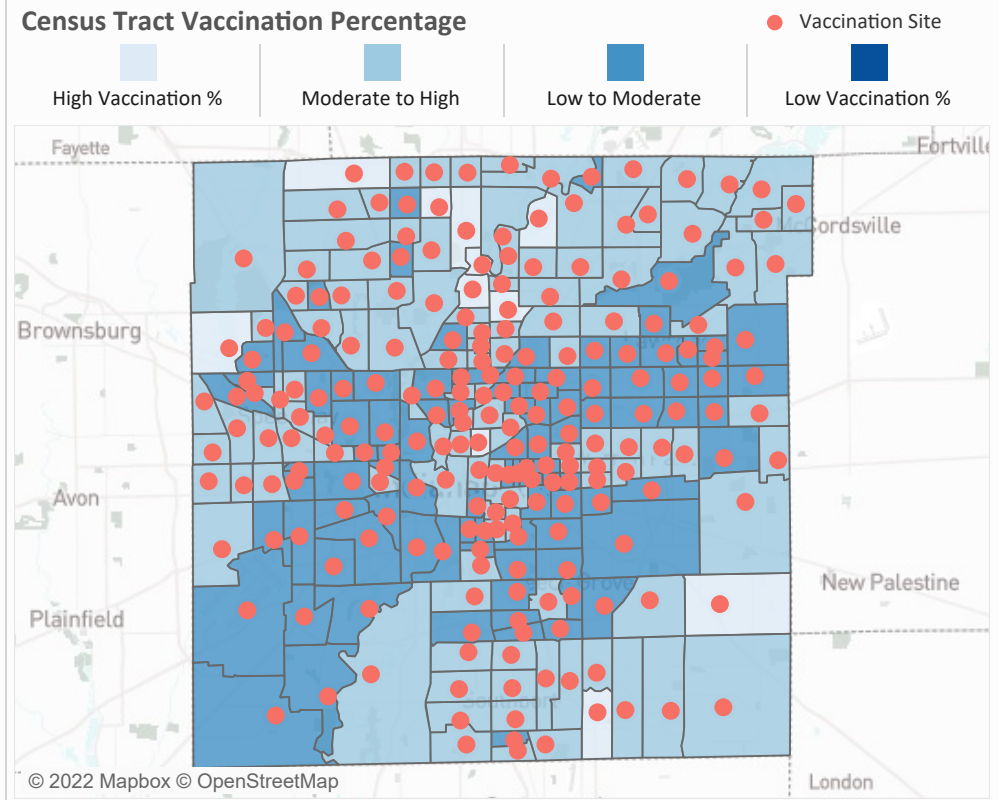 Census Tract Vaccination Percentage
Vaccination Site
High Vaccination %
Moderate to High
Low to Moderate
Low Vaccination %
Fayette
Fortville
McCordsville
Brownsburg
Avon
New Palestine
Plainfield
Southport
London
© 2022 Mapbox © OpenStreetMap